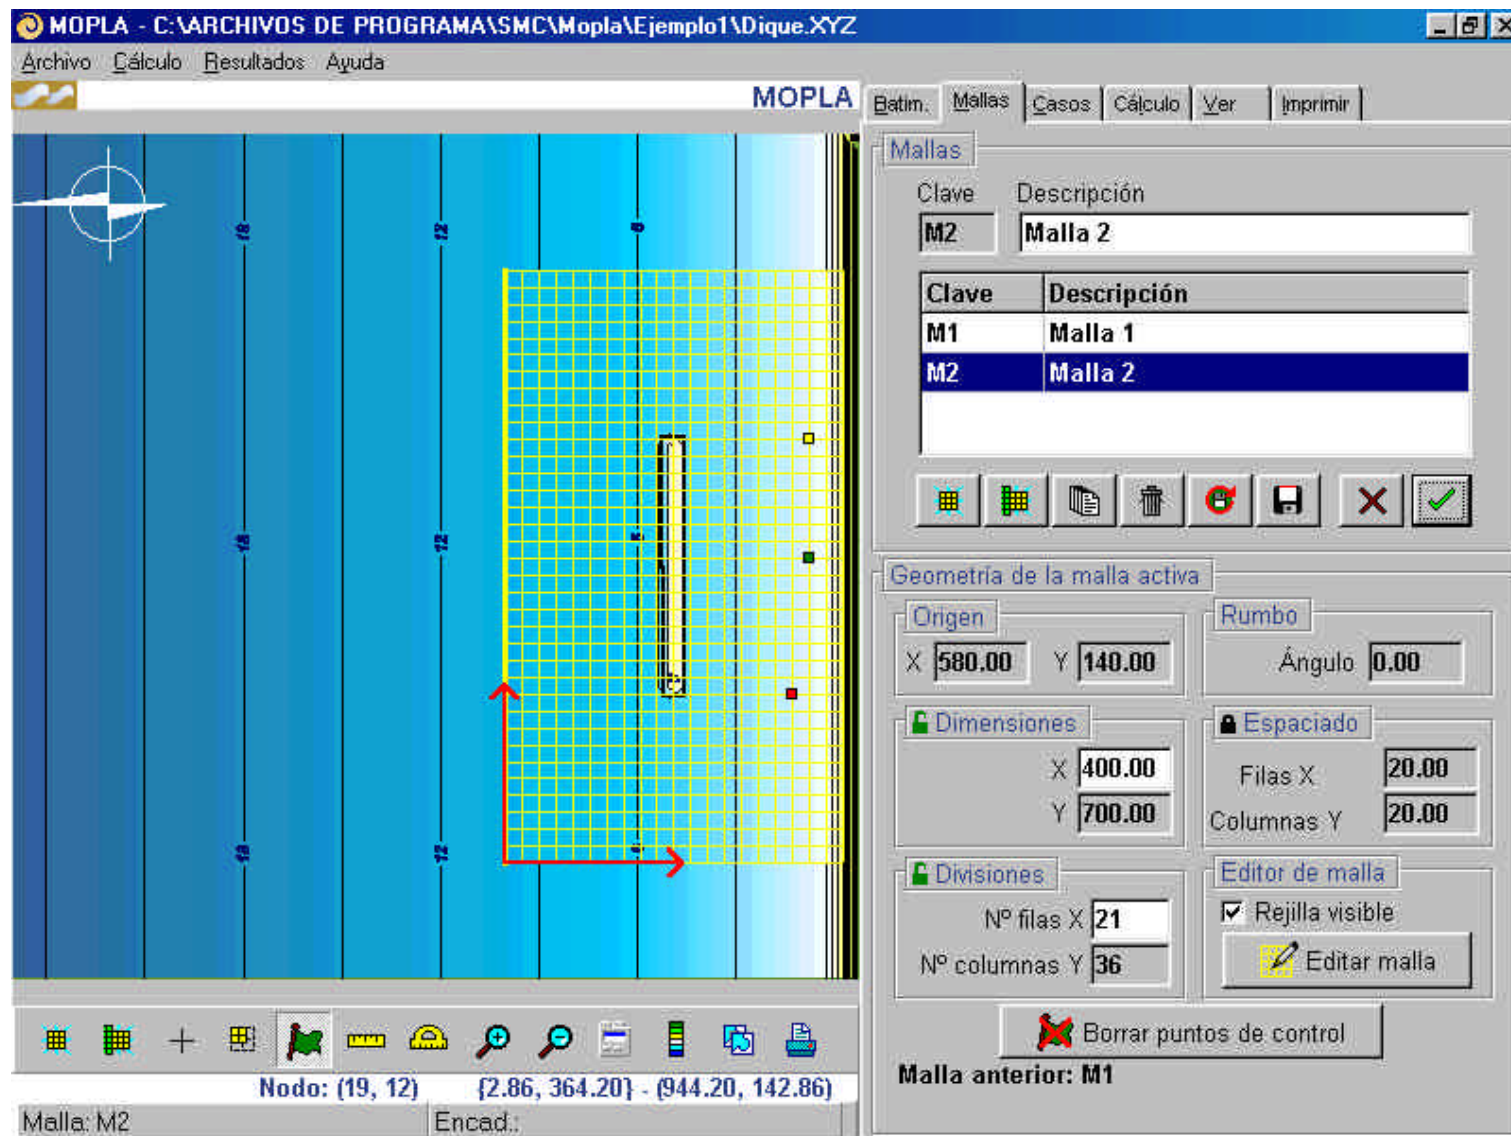 MOPLA - C:\ARCHIVOS DE PROGRAMA\SMC\Mopla\Ejemplo1\Dique.XYZ
Archivo Cálculo Resultados Ayuda
MOPLA
Batim. Mallas Casos Cálculo Ver Imprimir
Mallas
Clave Descripción
M2 Malla 2
Clave Descripción
M1 Malla 1
M2 Malla 2
18 12 6
18 12
18 12
Geometría de la malla activa
Origen
X 580.00 Y 140.00
Rumbo
Ángulo 0.00
Dimensiones
X 400.00
Y 700.00
Espaciado
Filas X 20.00
Columnas Y 20.00
Divisiones
Nº filas X 21
Nº columnas Y 36
Editor de malla
Rejilla visible
Editar malla
Borrar puntos de control
Malla anterior: M1
Nodo: (19, 12) {2.86, 364.20} - (944.20, 142.86)
Malla: M2 Encad.: